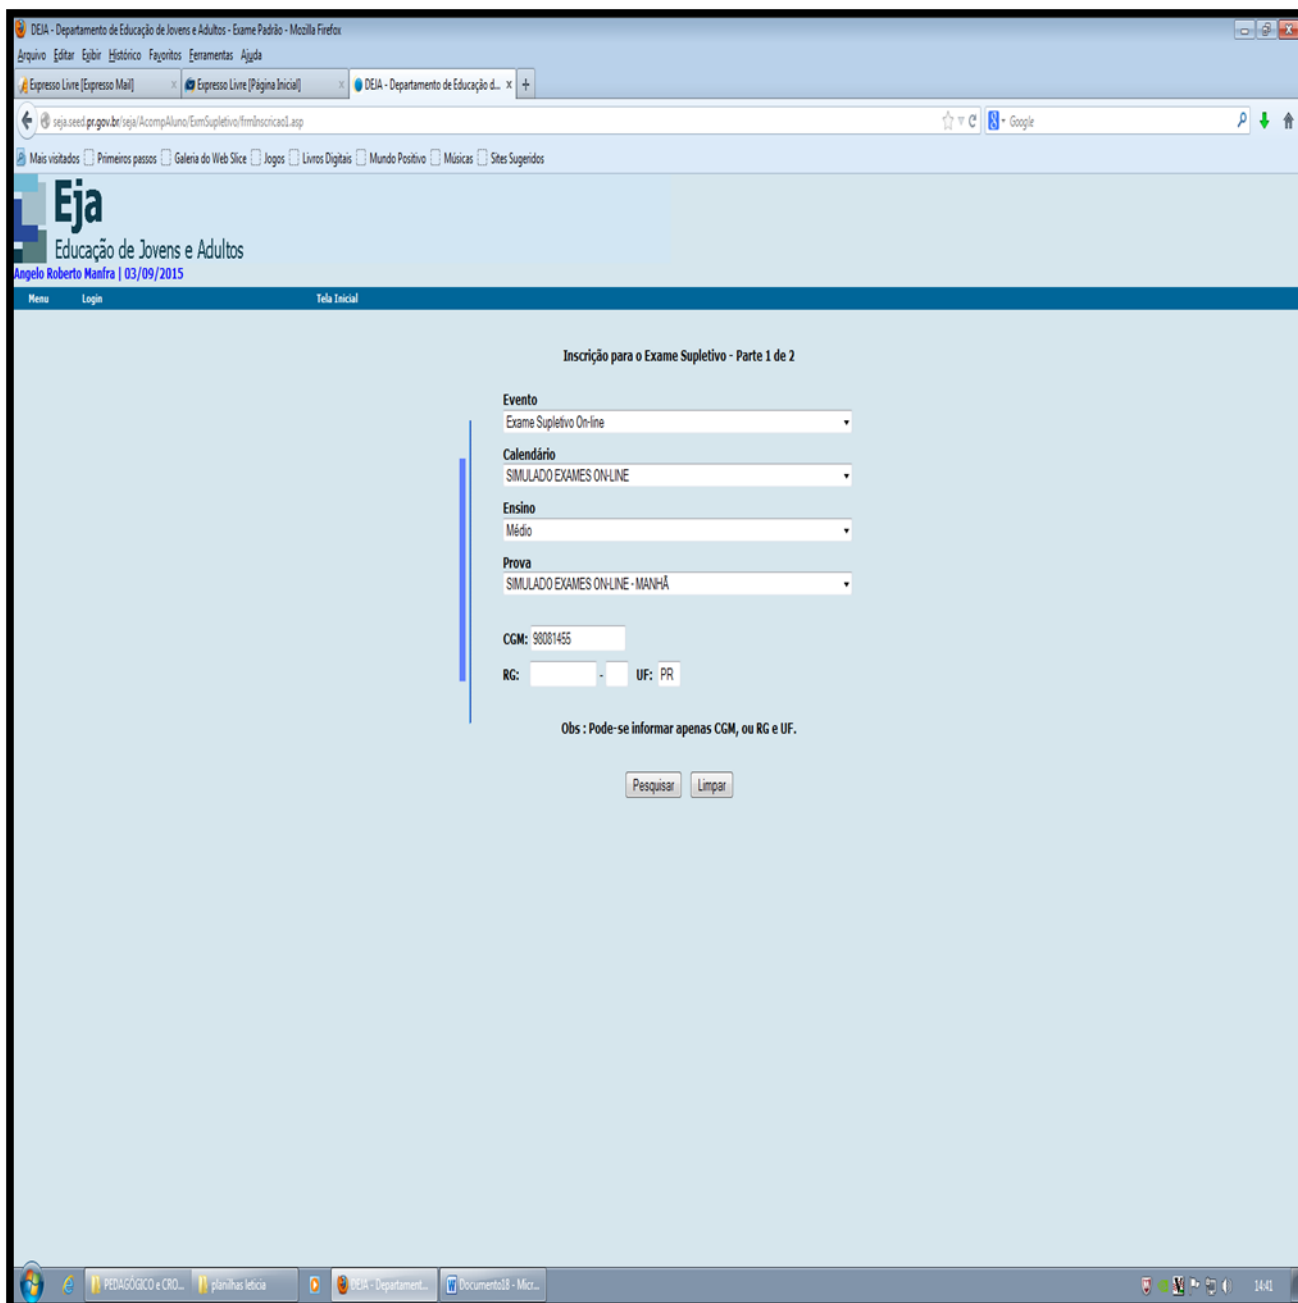 DEJA - Departamento de Educação de Jovens e Adultos - Exame Padrão - Mozilla Firefox
Arquivo Editar Exibir Histórico Favoritos Ferramentas Ajuda
Expresso Livre [Expresso Mail] x Expresso Livre [Página Inicial] x DEJA - Departamento de Educação d... x +
seja.seed.pr.gov.br/seja/AcompAluno/ExmSupletivo/frmInscricao1.asp Google
Mais visitados Primeiros passos Galeria do Web Slice Jogos Livros Digitais Mundo Positivo Músicas Sites Sugeridos
Eja
Educação de Jovens e Adultos
Angelo Roberto Manfra | 03/09/2015
Menu Login Tela Inicial
Inscrição para o Exame Supletivo - Parte 1 de 2
Evento
Exame Supletivo On-line
Calendário
SIMULADO EXAMES ON-LINE
Ensino
Médio
Prova
SIMULADO EXAMES ON-LINE - MANHÃ
CGM: 98081455
RG: - UF: PR
Obs : Pode-se informar apenas CGM, ou RG e UF.
Pesquisar Limpar
PEDAGÓGICO e CRO... planilhas leticia DEJA - Departament... Documento18 - Micr... 14:41